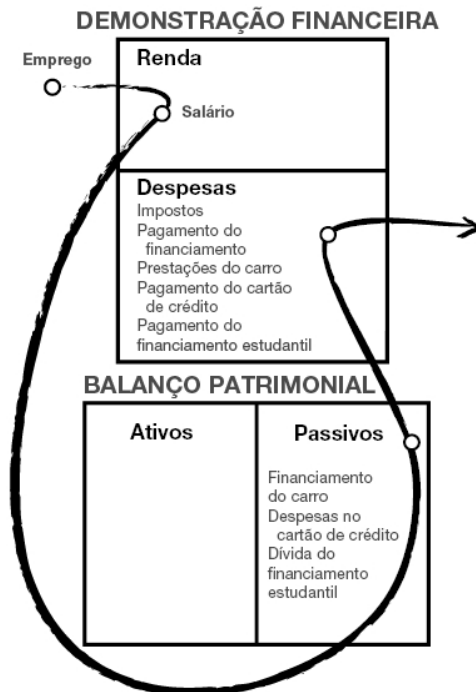 DEMONSTRAÇÃO FINANCEIRA
Emprego
Renda
Salário
Despesas
Impostos
Pagamento do
financiamento
Prestações do carro
Pagamento do cartão
de crédito
Pagamento do
financiamento estudantil
BALANÇO PATRIMONIAL
Ativos
Passivos
Financiamento
do carro
Despesas no
cartão de crédito
Dívida do
financiamento
estudantil